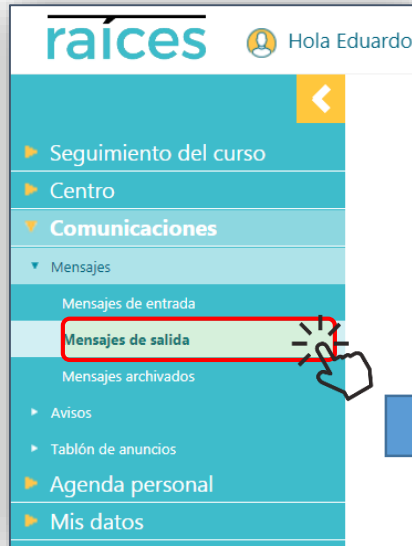 raíces
Hola Eduardo
Seguimiento del curso
Centro
Comunicaciones
Mensajes
Mensajes de entrada
Mensajes de salida
Mensajes archivados
Avisos
Tablón de anuncios
Agenda personal
Mis datos